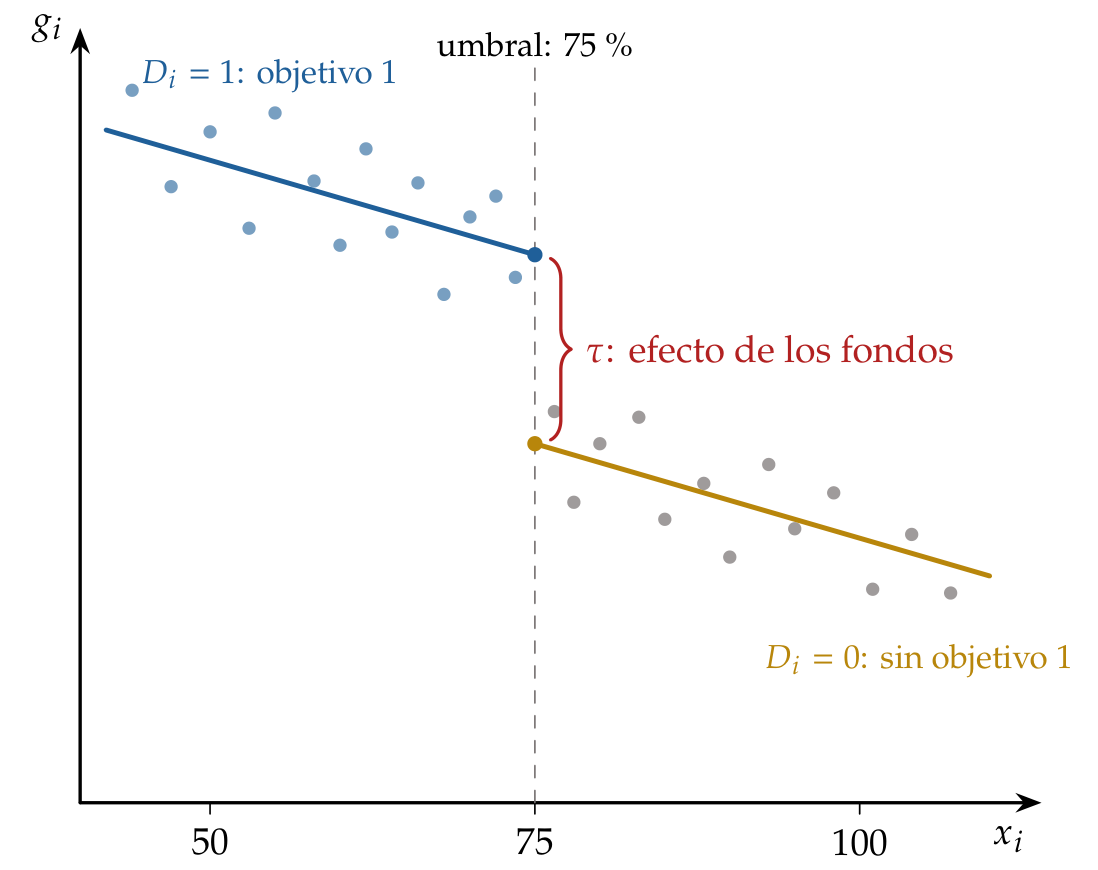 g_i
umbral: 75 %
D_i = 1: objetivo 1
τ: efecto de los fondos
D_i = 0: sin objetivo 1
50
75
100
x_i